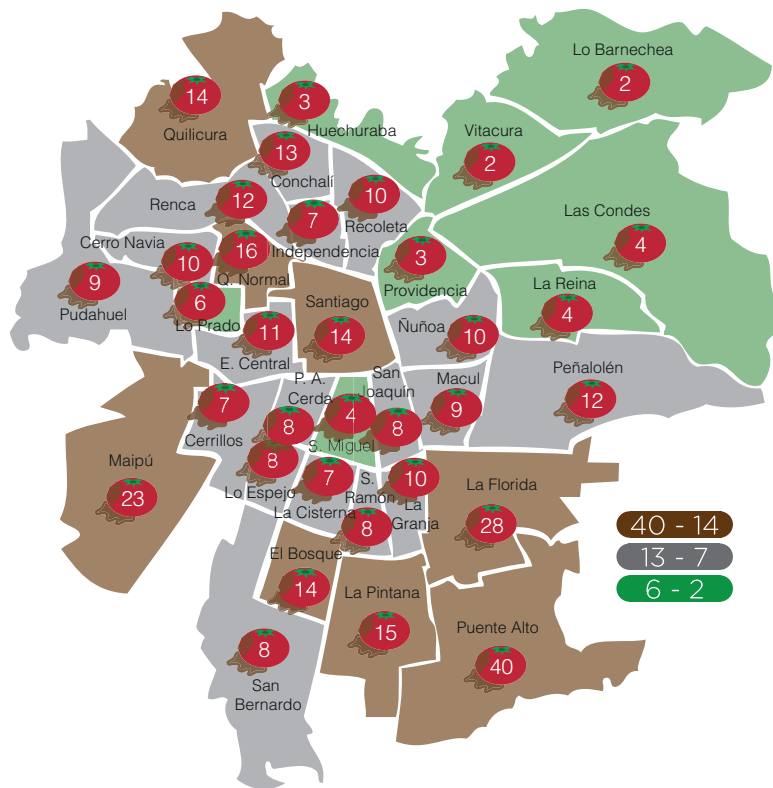 Lo Barnechea
2
14
Quilicura
3
Huechuraba
Vitacura
2
13
Conchalí
Renca
12
10
Recoleta
7
Independencia
Las Condes
4
Cerro Navia
10
16
Q. Normal
3
Providencia
9
Pudahuel
6
Lo Prado
La Reina
4
Santiago
14
Ñuñoa
10
11
E. Central
Peñalolén
12
P. A.
Cerda
8
San
Joaquín
8
Macul
9
7
Cerrillos
4
S. Miguel
8
Lo Espejo
7
La Cisterna
S.
Ramón
8
10
La
Granja
Maipú
23
La Florida
28
40 - 14
13 - 7
6 - 2
El Bosque
14
La Pintana
15
Puente Alto
40
8
San
Bernardo